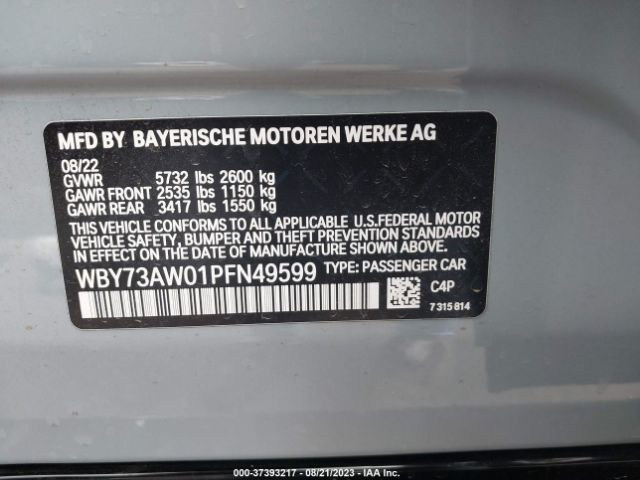 MFD BY BAYERISCHE MOTOREN WERKE AG
08/22
GVWR 5732 lbs 2600 kg
GAWR FRONT 2535 lbs 1150 kg
GAWR REAR 3417 lbs 1550 kg
THIS VEHICLE CONFORMS TO ALL APPLICABLE U.S.FEDERAL MOTOR
VEHICLE SAFETY, BUMPER AND THEFT PREVENTION STANDARDS
IN EFFECT ON THE DATE OF MANUFACTURE SHOWN ABOVE.
WBY73AW01PFN49599 TYPE: PASSENGER CAR
C4P
7 315 814
000-37393217 - 08/21/2023 - IAA Inc.